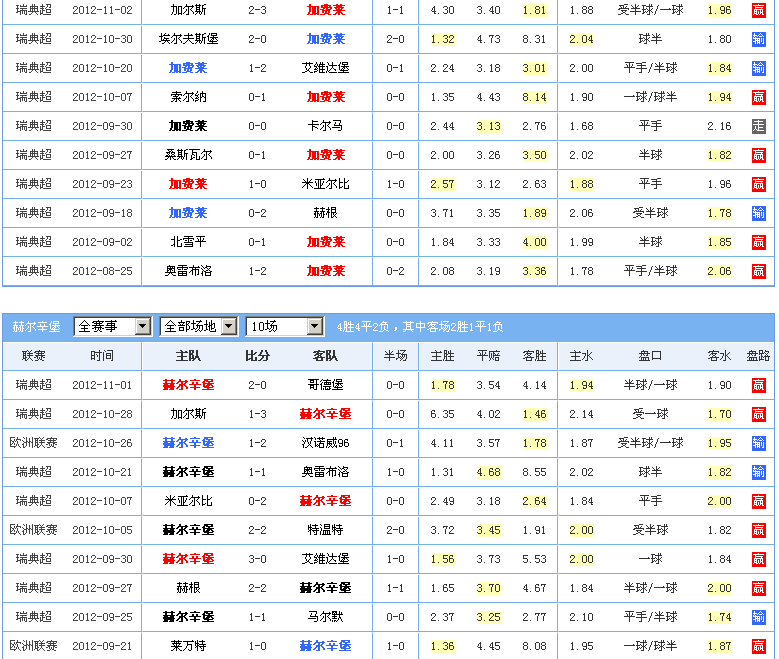 瑞典超 2012-11-02 加尔斯 2-3 加费莱 1-1 4.30 3.40 1.81 1.88 受半球/一球 1.96 赢
瑞典超 2012-10-30 埃尔夫斯堡 2-0 加费莱 2-0 1.32 4.73 8.31 2.04 球半 1.80 输
瑞典超 2012-10-20 加费莱 1-2 艾维达堡 0-1 2.24 3.18 3.01 2.00 平手/半球 1.84 输
瑞典超 2012-10-07 索尔纳 0-1 加费莱 0-0 1.35 4.43 8.14 1.90 一球/球半 1.94 赢
瑞典超 2012-09-30 加费莱 0-0 卡尔马 0-0 2.44 3.13 2.76 1.68 平手 2.16 走
瑞典超 2012-09-27 桑斯瓦尔 0-1 加费莱 0-0 2.00 3.26 3.50 2.02 半球 1.82 赢
瑞典超 2012-09-23 加费莱 1-0 米亚尔比 1-0 2.57 3.12 2.63 1.88 平手 1.96 赢
瑞典超 2012-09-18 加费莱 0-2 赫根 0-0 3.71 3.35 1.89 2.06 受半球 1.78 输
瑞典超 2012-09-02 北雪平 0-1 加费莱 0-0 1.84 3.33 4.00 1.99 半球 1.85 赢
瑞典超 2012-08-25 奥雷布洛 1-2 加费莱 0-2 2.08 3.19 3.36 1.78 平手/半球 2.06 赢
赫尔辛堡 全赛事 全部场地 10场 4胜4平2负，其中客场2胜1平1负
联赛 时间 主队 比分 客队 半场 主胜 平赔 客胜 主水 盘口 客水 盘路
瑞典超 2012-11-01 赫尔辛堡 2-0 哥德堡 0-0 1.78 3.54 4.14 1.94 半球/一球 1.90 赢
瑞典超 2012-10-28 加尔斯 1-3 赫尔辛堡 0-0 6.35 4.02 1.46 2.14 受一球 1.70 赢
欧洲联赛 2012-10-26 赫尔辛堡 1-2 汉诺威96 0-1 4.11 3.57 1.78 1.87 受半球/一球 1.95 输
瑞典超 2012-10-21 赫尔辛堡 1-1 奥雷布洛 1-0 1.31 4.68 8.55 2.02 球半 1.82 输
瑞典超 2012-10-07 米亚尔比 0-2 赫尔辛堡 0-0 2.49 3.18 2.64 1.84 平手 2.00 赢
欧洲联赛 2012-10-05 赫尔辛堡 2-2 特温特 2-0 3.72 3.45 1.91 2.00 受半球 1.82 赢
瑞典超 2012-09-30 赫尔辛堡 3-0 艾维达堡 1-0 1.56 3.73 5.53 2.00 一球 1.84 赢
瑞典超 2012-09-27 赫根 2-2 赫尔辛堡 1-1 1.65 3.70 4.67 1.84 半球/一球 2.00 赢
瑞典超 2012-09-25 赫尔辛堡 1-1 马尔默 0-0 2.37 3.25 2.77 2.10 平手/半球 1.74 输
欧洲联赛 2012-09-21 莱万特 1-0 赫尔辛堡 1-0 1.36 4.45 8.08 1.95 一球/球半 1.87 赢